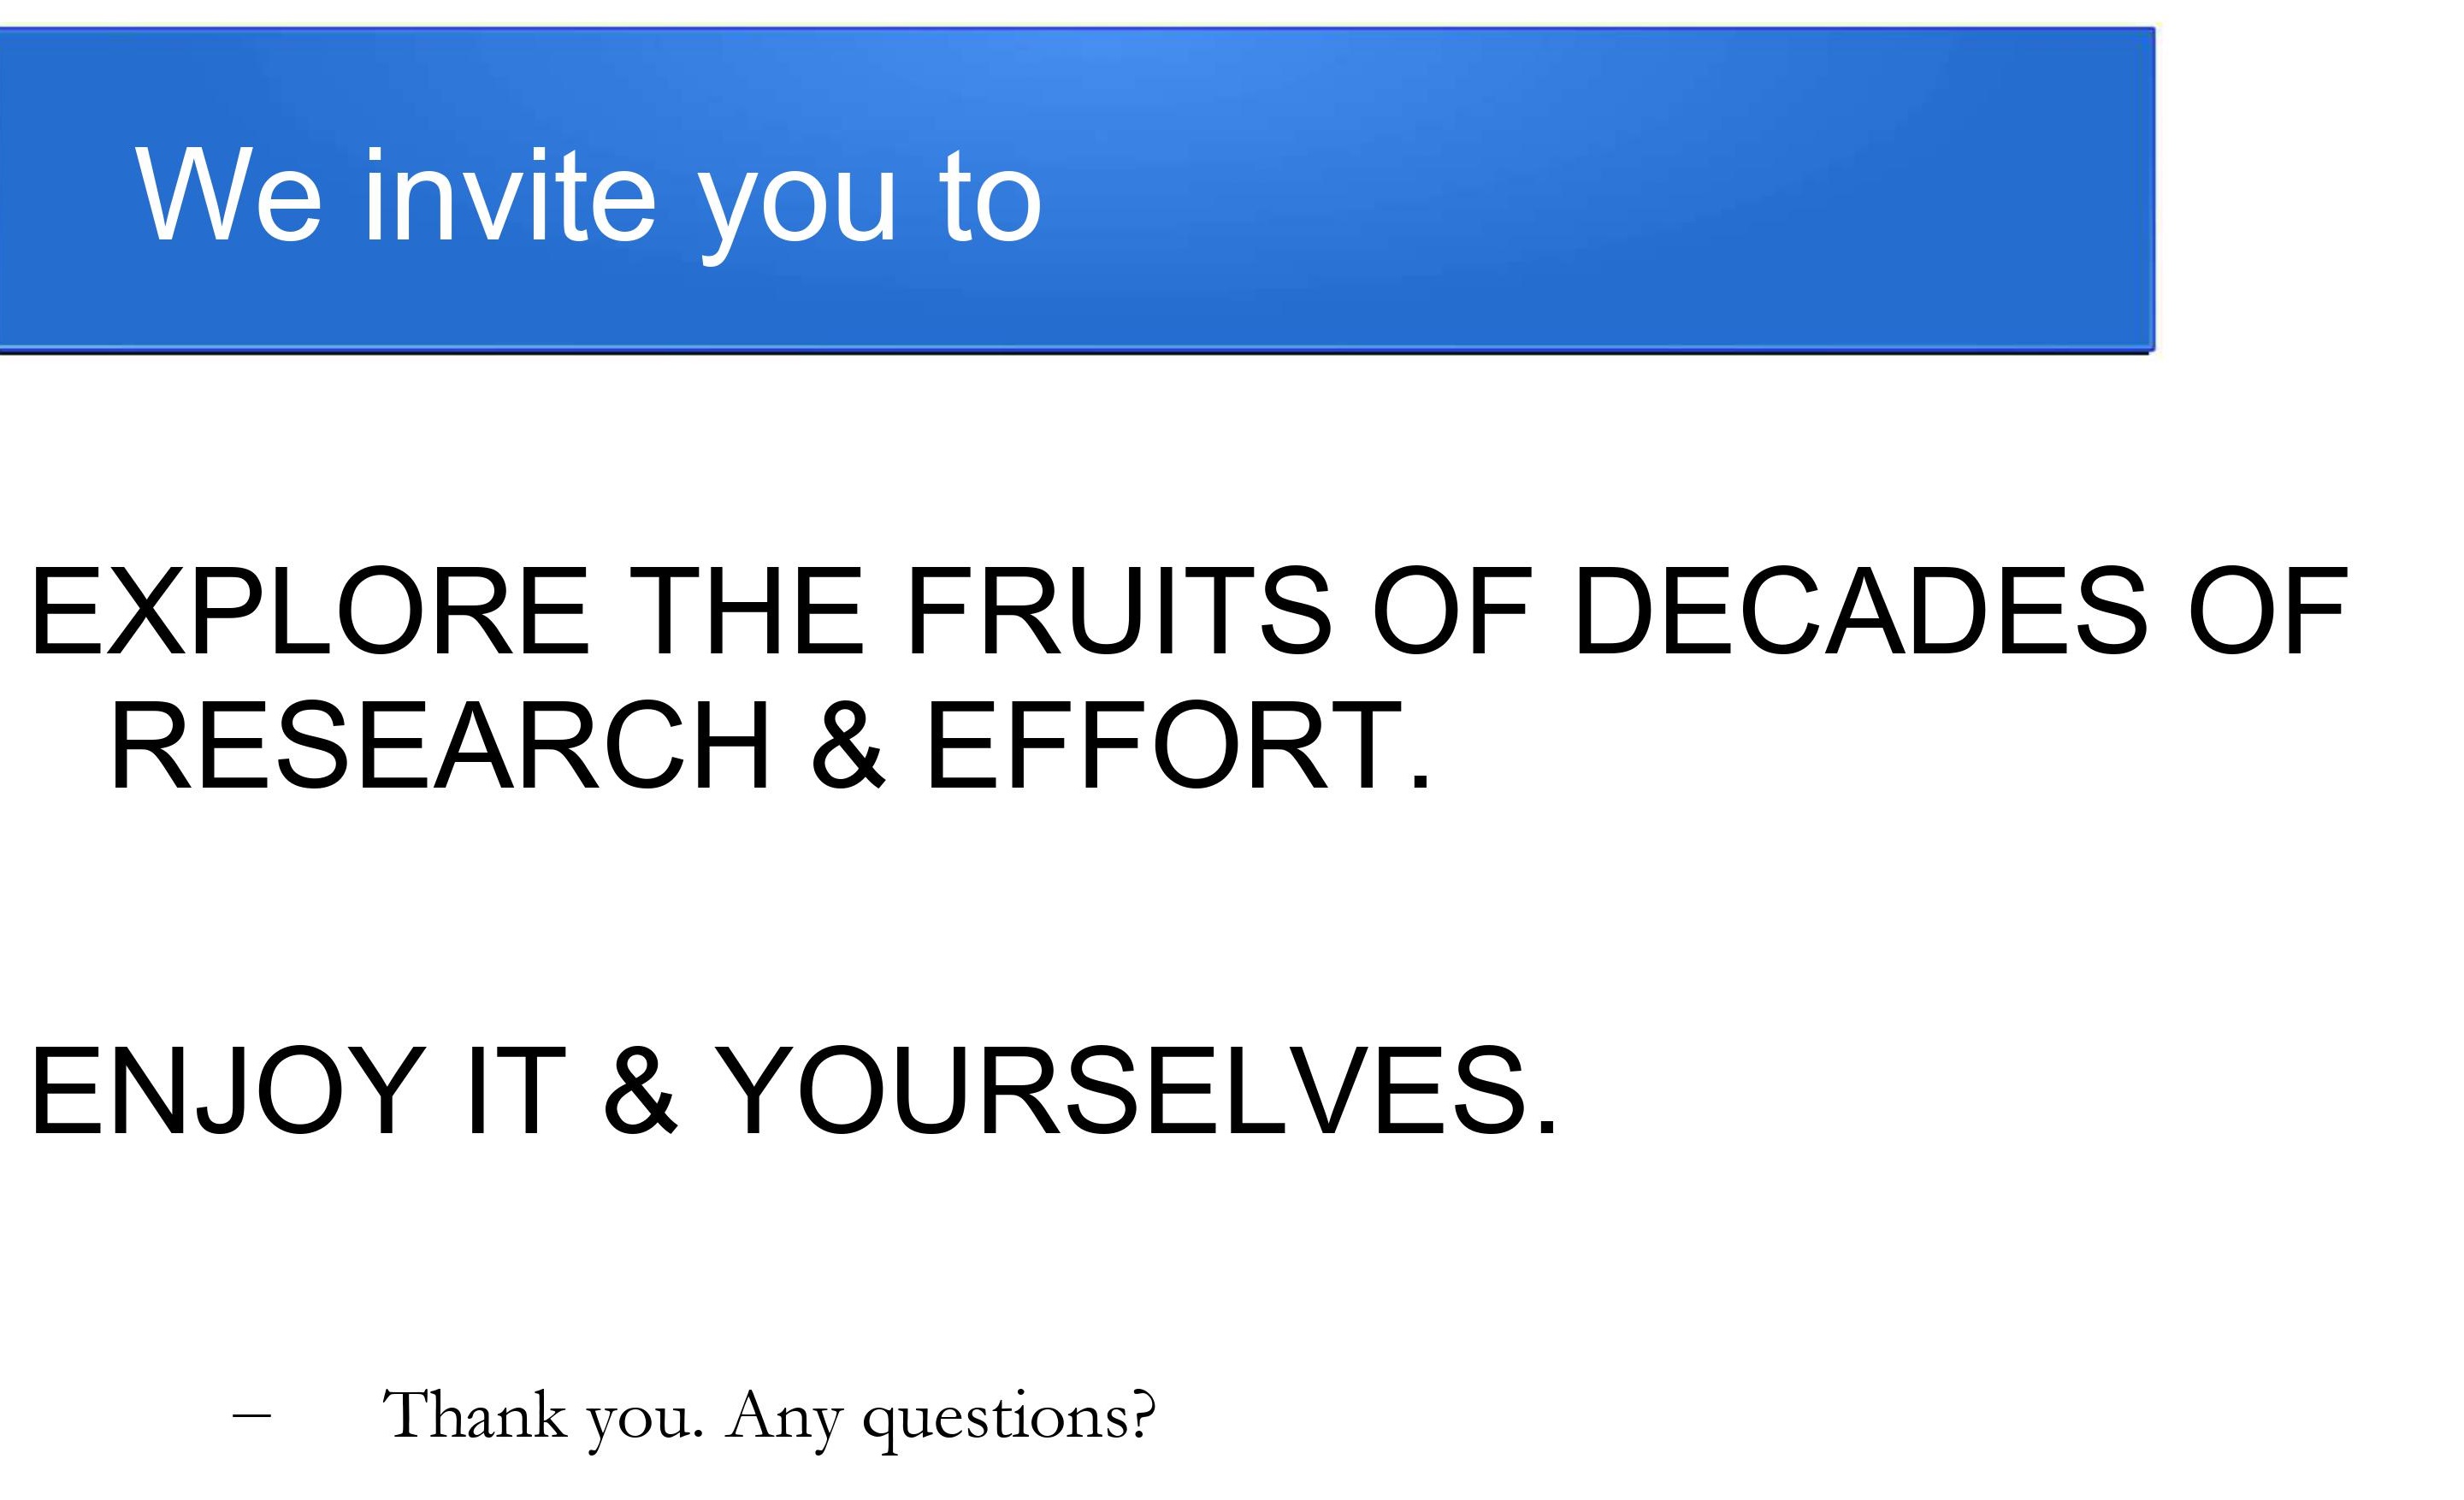 We invite you to
EXPLORE THE FRUITS OF DECADES OF
RESEARCH & EFFORT.
ENJOY IT & YOURSELVES.
– Thank you. Any questions?